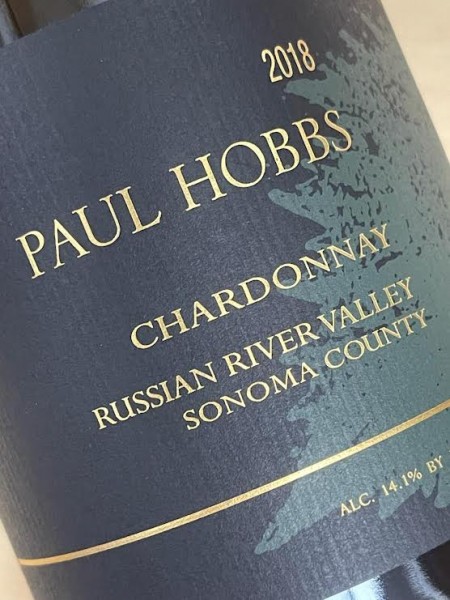 2018
PAUL HOBBS
CHARDONNAY
RUSSIAN RIVER VALLEY
SONOMA COUNTY
ALC. 14.1% BY